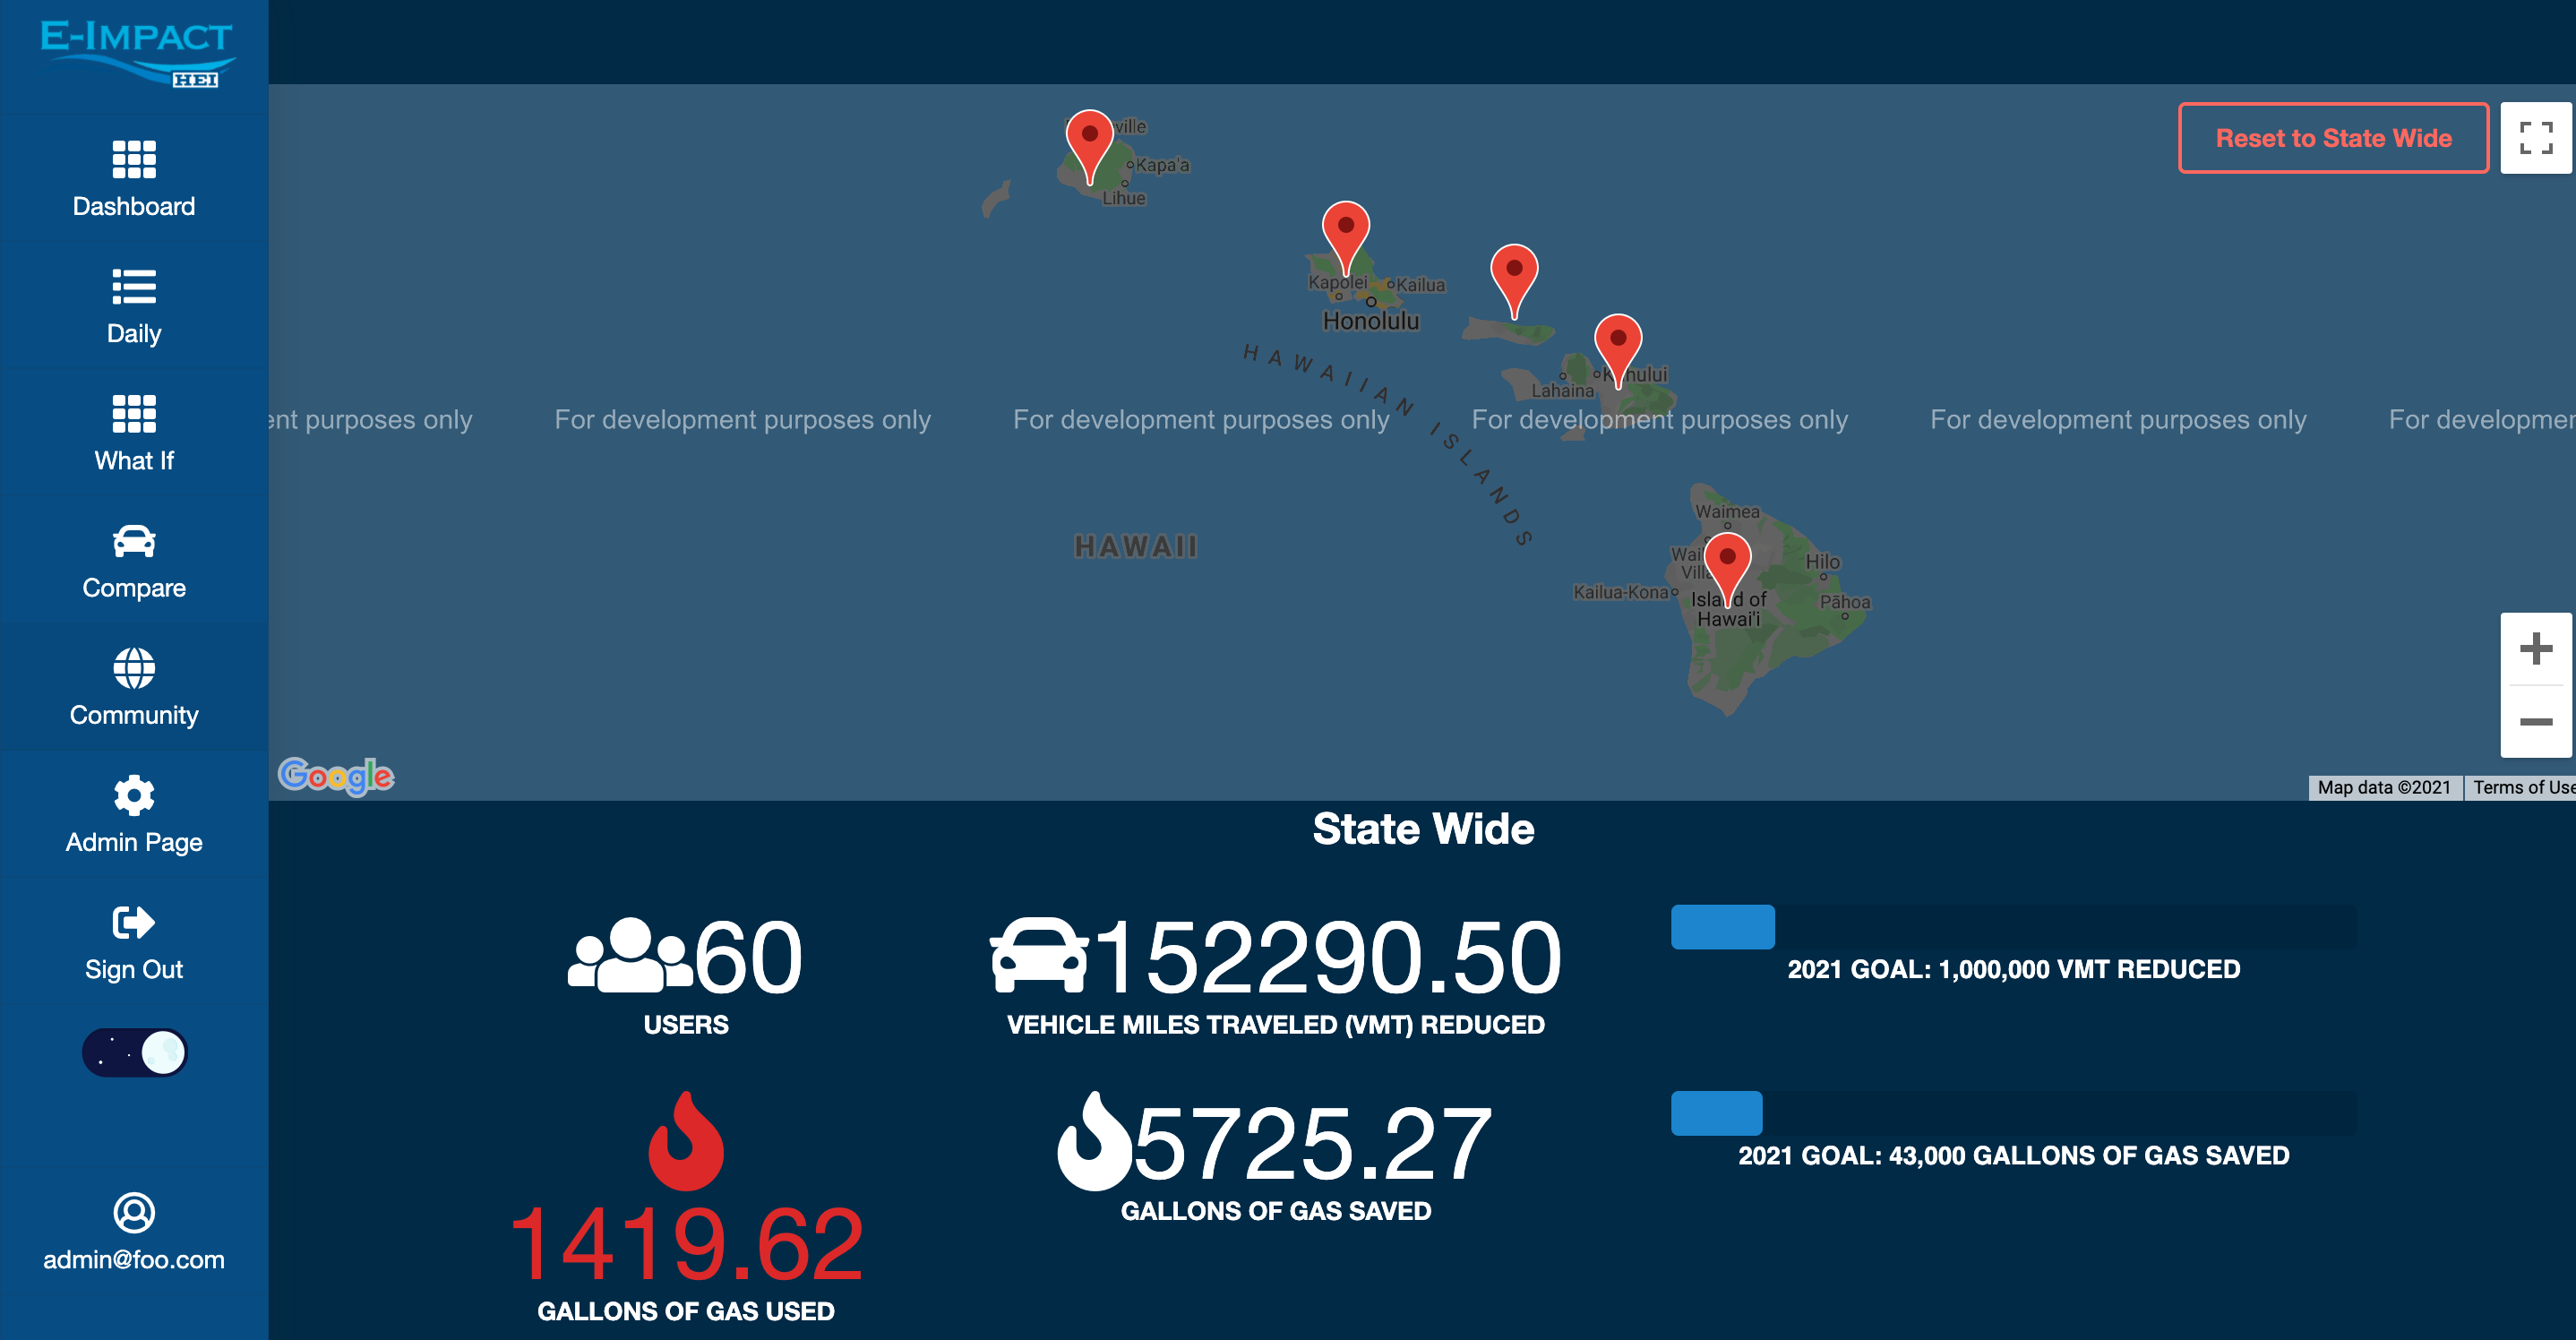 E-IMPACT
HEI
Dashboard
Daily
What If
Compare
Community
Admin Page
Sign Out
admin@foo.com
Reset to State Wide
Kapa'a
Lihue
Kapolei
Kailua
Honolulu
Lahaina
HAWAIIAN ISLANDS
ent purposes only
For development purposes only
For development purposes only
For development purposes only
For development purposes only
For developmen
HAWAII
Waimea
Hilo
Kailua-Kona
Pāhoa
Island of
Hawai'i
Google
Map data ©2021
Terms of Use
State Wide
60
USERS
152290.50
VEHICLE MILES TRAVELED (VMT) REDUCED
2021 GOAL: 1,000,000 VMT REDUCED
1419.62
GALLONS OF GAS USED
5725.27
GALLONS OF GAS SAVED
2021 GOAL: 43,000 GALLONS OF GAS SAVED